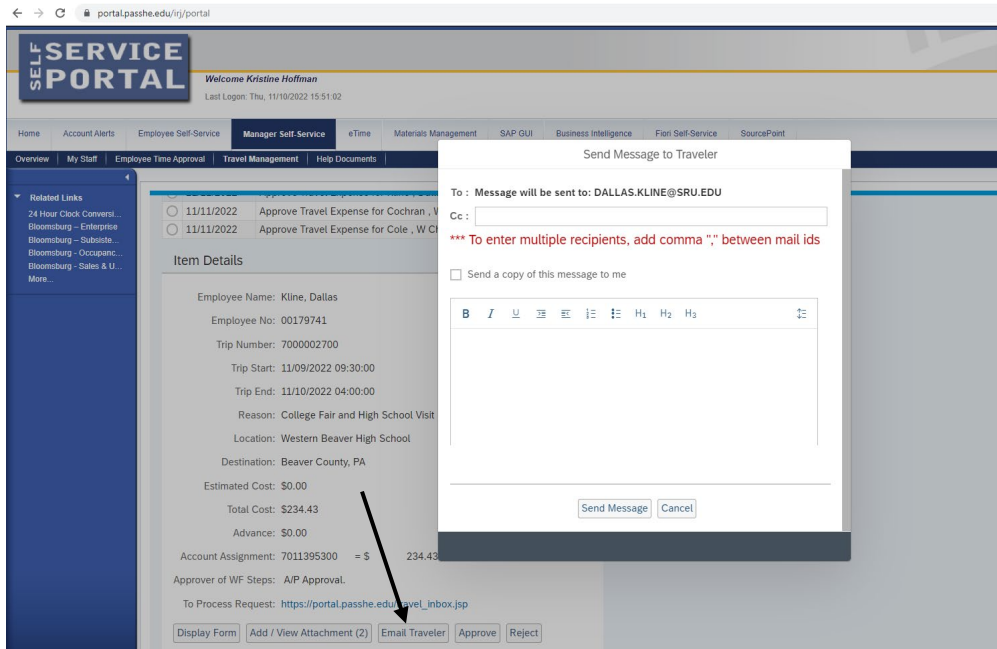 portal.passhe.edu/irj/portal
SELF SERVICE PORTAL
Welcome Kristine Hoffman
Last Logon: Thu, 11/10/2022 15:51:02
Home Account Alerts Employee Self-Service Manager Self-Service eTime Materials Management SAP GUI Business Intelligence Fiori Self-Service SourcePoint
Overview My Staff Employee Time Approval Travel Management Help Documents
Related Links
24 Hour Clock Conversi...
Bloomsburg – Enterprise
Bloomsburg – Subsiste...
Bloomsburg - Occupanc...
Bloomsburg - Sales & U...
More...
11/11/2022 Approve Travel Expense for Cochran , W
11/11/2022 Approve Travel Expense for Cole , W Ch
Item Details
Employee Name: Kline, Dallas
Employee No: 00179741
Trip Number: 7000002700
Trip Start: 11/09/2022 09:30:00
Trip End: 11/10/2022 04:00:00
Reason: College Fair and High School Visit
Location: Western Beaver High School
Destination: Beaver County, PA
Estimated Cost: $0.00
Total Cost: $234.43
Advance: $0.00
Account Assignment: 7011395300 = $ 234.43
Approver of WF Steps: A/P Approval.
To Process Request: https://portal.passhe.edu/travel_inbox.jsp
Display Form Add / View Attachment (2) Email Traveler Approve Reject
Send Message to Traveler
To : Message will be sent to: DALLAS.KLINE@SRU.EDU
Cc :
*** To enter multiple recipients, add comma "," between mail ids
Send a copy of this message to me
B I U H1 H2 H3
Send Message Cancel